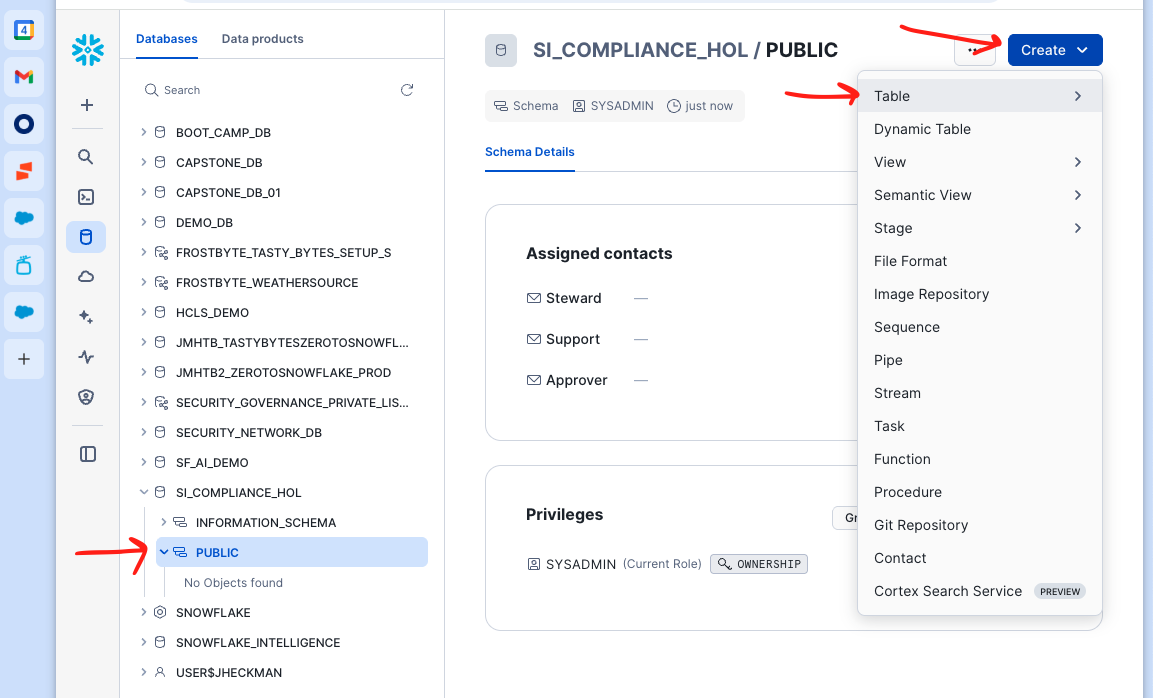 4
Databases
Data products
Search
BOOT_CAMP_DB
CAPSTONE_DB
CAPSTONE_DB_01
DEMO_DB
FROSTBYTE_TASTY_BYTES_SETUP_S
FROSTBYTE_WEATHERSOURCE
HCLS_DEMO
JMHTB_TASTYBYTESZEROTOSNOWFL...
JMHTB2_ZEROTOSNOWFLAKE_PROD
SECURITY_GOVERNANCE_PRIVATE_LIS...
SECURITY_NETWORK_DB
SF_AI_DEMO
SI_COMPLIANCE_HOL
INFORMATION_SCHEMA
PUBLIC
No Objects found
SNOWFLAKE
SNOWFLAKE_INTELLIGENCE
USER$JHECKMAN
SI_COMPLIANCE_HOL / PUBLIC
Create
Schema
SYSADMIN
just now
Schema Details
Assigned contacts
Steward —
Support —
Approver —
Privileges
Gr
SYSADMIN (Current Role) OWNERSHIP
Table
Dynamic Table
View
Semantic View
Stage
File Format
Image Repository
Sequence
Pipe
Stream
Task
Function
Procedure
Git Repository
Contact
Cortex Search Service PREVIEW